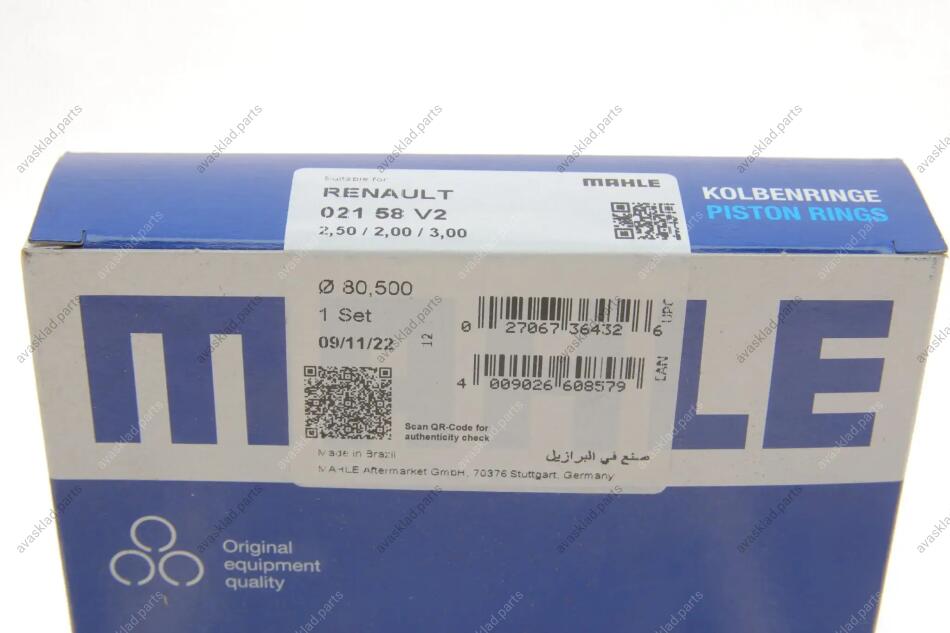 Suitable for:
RENAULT
021 58 V2
2,50 / 2,00 / 3,00
MAHLE
KOLBENRINGE
PISTON RINGS
Ø 80,500
1 Set
09/11/22
12
0 27067 36432 6
UPC
4 009026 608579
EAN
Scan QR-Code for
authenticity check
Made in Brazil
صنع في البرازيل
MAHLE Aftermarket GmbH, 70376 Stuttgart, Germany
Original
equipment
quality
avasklad.parts